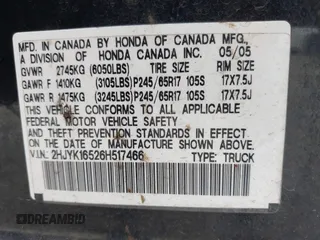 MFD. IN CANADA BY HONDA OF CANADA MFG.,
A DIVISION OF HONDA CANADA INC. 05/05
GVWR 2745KG (6050LBS) TIRE SIZE RIM SIZE
GAWR F 1410KG (3105LBS) P245/65R17 105S 17X7.5J
GAWR R 1475KG (3245LBS) P245/65R17 105S 17X7.5J
THIS VEHICLE CONFORMS TO ALL APPLICABLE
FEDERAL MOTOR VEHICLE SAFETY STANDARDS IN
EFFECT ON THE DATE OF MANUFACTURE SHOWN ABOVE.
V.I.N.: 2HJYK16526H517466 TYPE: TRUCK
DREAMBID